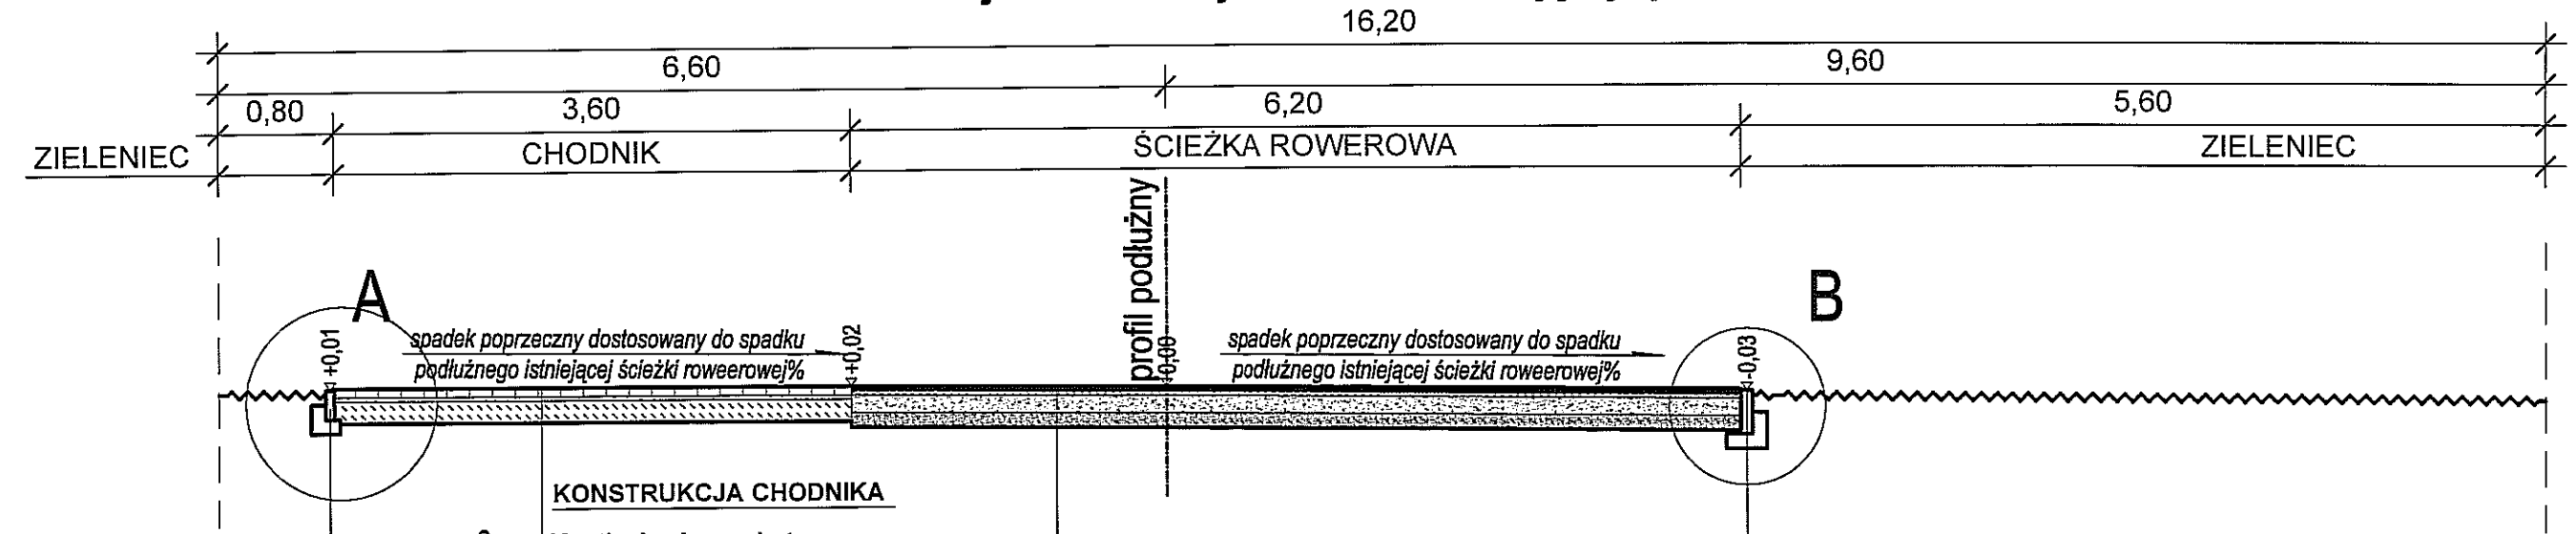 16,20
6,60
9,60
0,80
3,60
6,20
5,60
ZIELENIEC
CHODNIK
ŚCIEŻKA ROWEROWA
ZIELENIEC
profil podłużny
A
B
+0,01
spadek poprzeczny dostosowany do spadku
podłużnego istniejącej ścieżki roweerowej%
+0,02
±0,00
spadek poprzeczny dostosowany do spadku
podłużnego istniejącej ścieżki roweerowej%
-0,03
KONSTRUKCJA CHODNIKA